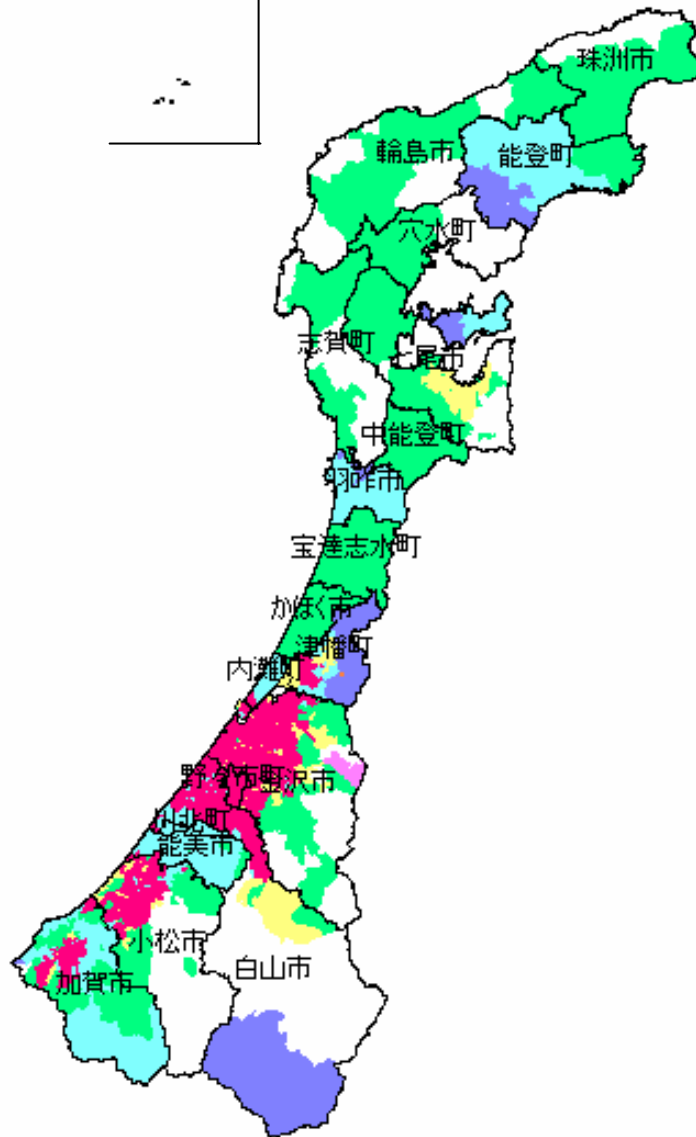 珠洲市
能登町
輪島市
穴水町
志賀町
七尾市
中能登町
羽咋市
宝達志水町
かほく市
津幡町
内灘町
野々市町
金沢市
川北町
能美市
小松市
白山市
加賀市